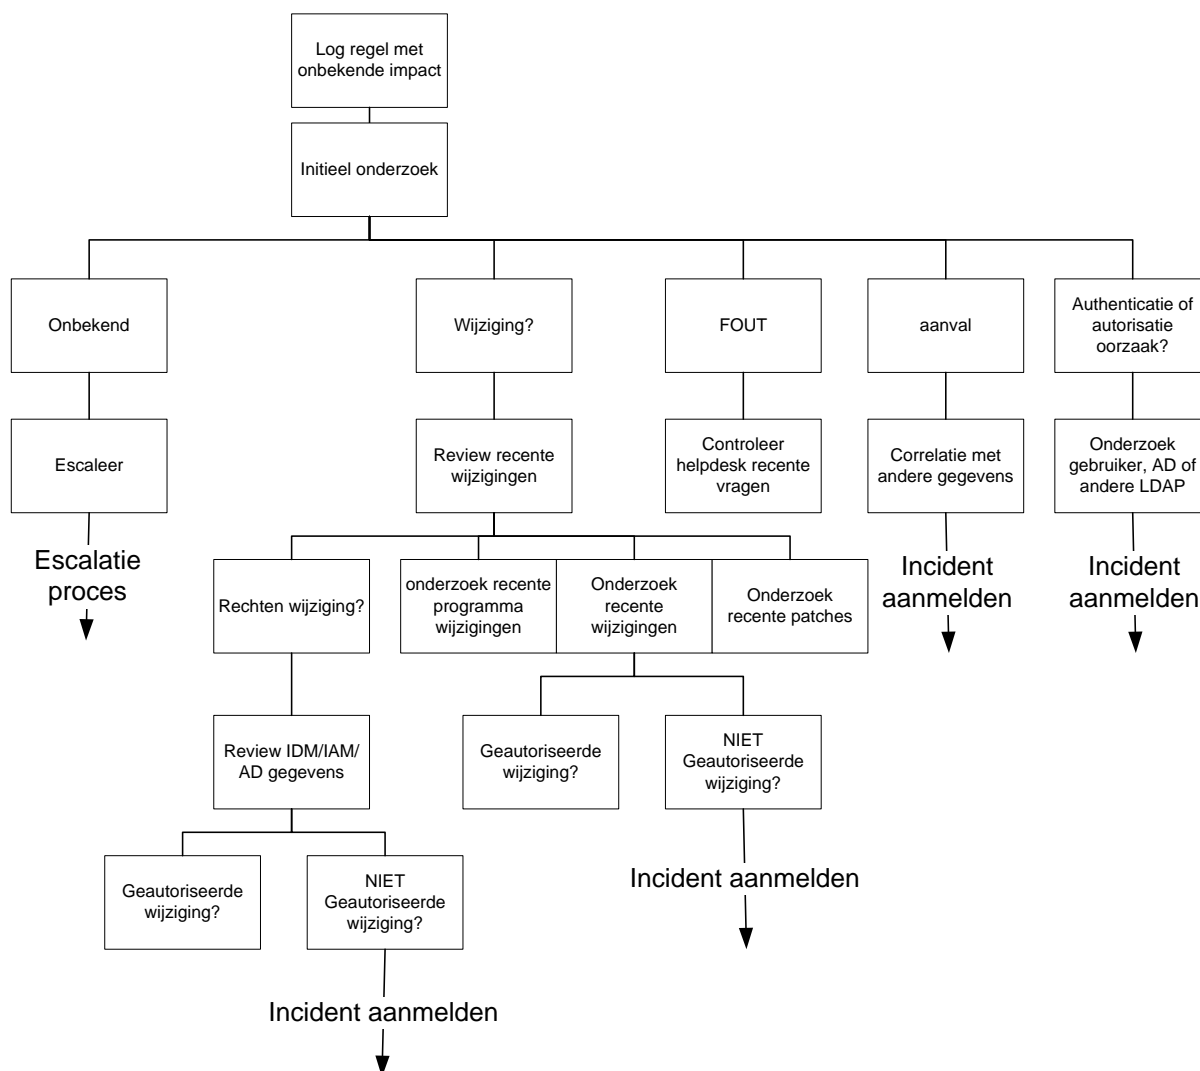 Log regel met
onbekende impact
Initieel onderzoek
Onbekend
Wijziging?
FOUT
aanval
Authenticatie of
autorisatie
oorzaak?
Escaleer
Review recente
wijzigingen
Controleer
helpdesk recente
vragen
Correlatie met
andere gegevens
Onderzoek
gebruiker, AD of
andere LDAP
Escalatie
proces
Rechten wijziging?
onderzoek recente
programma
wijzigingen
Onderzoek
recente
wijzigingen
Onderzoek
recente patches
Incident
aanmelden
Incident
aanmelden
Review IDM/IAM/
AD gegevens
Geautoriseerde
wijziging?
NIET
Geautoriseerde
wijziging?
Geautoriseerde
wijziging?
NIET
Geautoriseerde
wijziging?
Incident aanmelden
Incident aanmelden